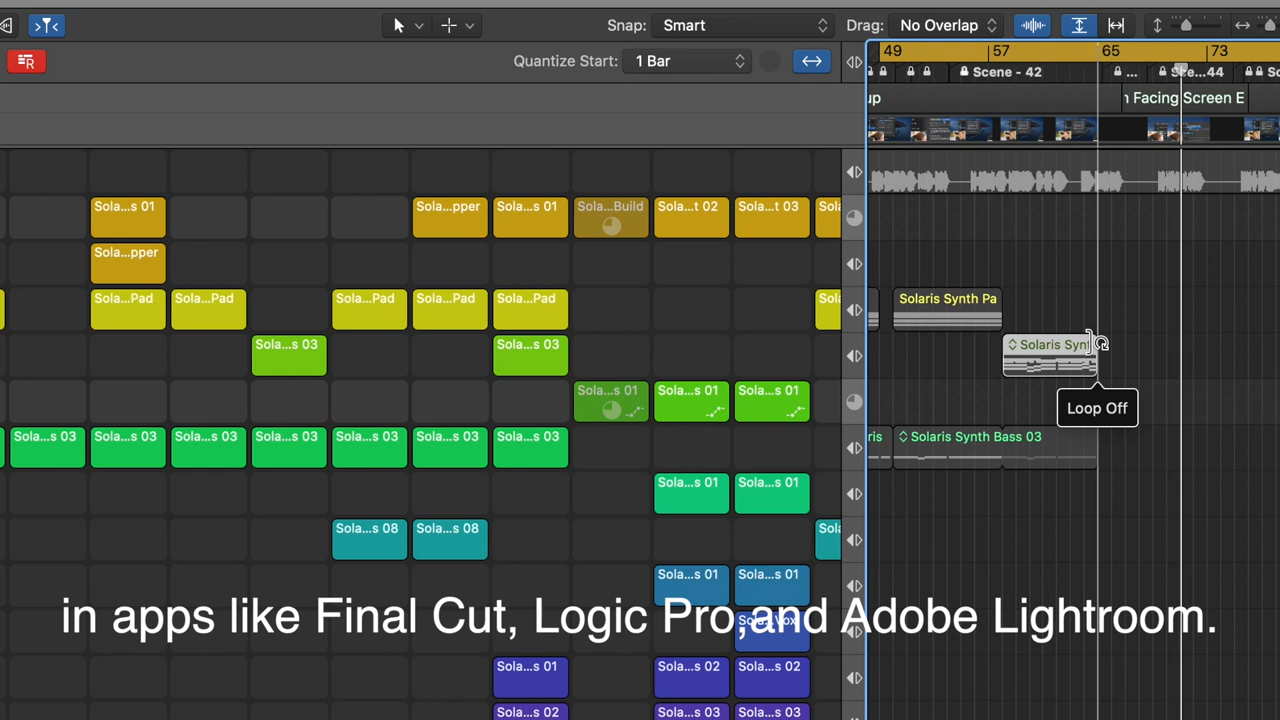 Snap: Smart Drag: No Overlap
Quantize Start: 1 Bar
49 57 65 73
Scene - 42 ... Sce...44 Sc
up n Facing Screen E
Sola...s 01 Sola...pper Sola...s 01 Sola...Build Sola...t 02 Sola...t 03 Sola
Sola...pper
Sola...Pad Sola...Pad Sola...Pad Sola...Pad Sola...Pad Sola Solaris Synth Pa
Sola...s 03 Sola...s 03 Solaris Synt
Sola...s 01 Sola...s 01 Sola...s 01 Loop Off
Sola...s 03 Sola...s 03 Sola...s 03 Sola...s 03 Sola...s 03 Sola...s 03 Sola...s 03 ris Solaris Synth Bass 03
Sola...s 01 Sola...s 01
Sola...s 08 Sola...s 08 Sola
Sola...s 01 Sola...s 01
in apps like Final Cut, Logic Pro,and Adobe Lightroom.
Sola...s 01 Sola...s 02 Sola...s 02
Sola...s 02 Sola...s 03 Sola...s 03